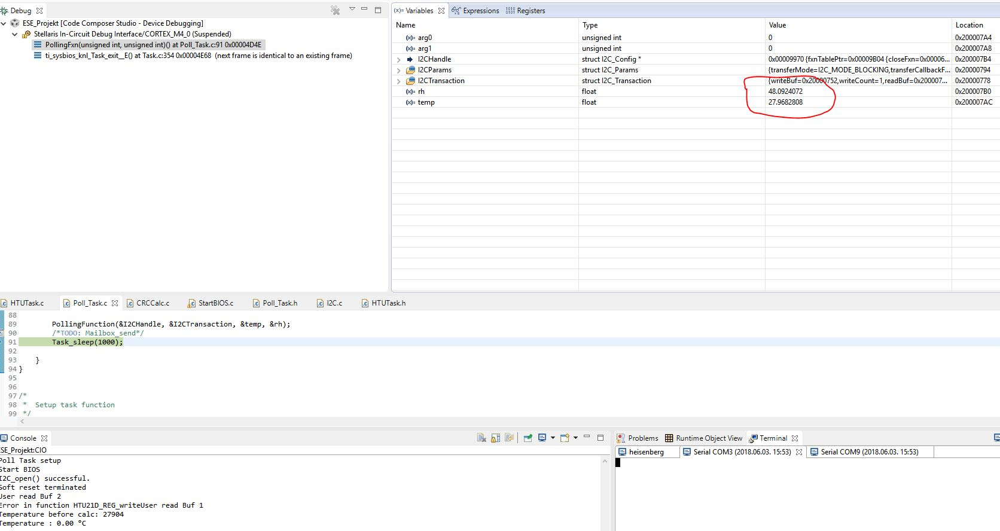 Debug
ESE_Projekt [Code Composer Studio - Device Debugging]
Stellaris In-Circuit Debug Interface/CORTEX_M4_0 (Suspended)
PollingFxn(unsigned int, unsigned int)() at Poll_Task.c:91 0x00004D4E
ti_sysbios_knl_Task_exit__E() at Task.c:354 0x00004E68 (next frame is identical to an existing frame)
(x)= Variables Expressions 1010 0101 Registers
Name Type Value Location
(x)= arg0 unsigned int 0 0x200007A4
(x)= arg1 unsigned int 0 0x200007A8
I2CHandle struct I2C_Config * 0x00009970 {fxnTablePtr=0x00009B04 {closeFxn=0x00006... 0x200007B4
I2CParams struct I2C_Params {transferMode=I2C_MODE_BLOCKING,transferCallbackF... 0x20000794
I2CTransaction struct I2C_Transaction {writeBuf=0x20000752,writeCount=1,readBuf=0x200007... 0x20000778
(x)= rh float 48.0924072 0x200007B0
(x)= temp float 27.9682808 0x200007AC
HTUTask.c Poll_Task.c CRCCalc.c StartBIOS.c Poll_Task.h I2C.c HTUTask.h
88
89 PollingFunction(&I2CHandle, &I2CTransaction, &temp, &rh);
90 /*TODO: Mailbox_send*/
91 Task_sleep(1000);
92
93 }
94 }
95
96
97 /*
98 * Setup task function
99 */
Console
ESE_Projekt:CIO
Poll Task setup
Start BIOS
I2C_open() successful.
Soft reset terminated
User read Buf 2
Error in function HTU21D_REG_writeUser read Buf 1
Temperature before calc: 27904
Temperature : 0.00 °C
Problems Runtime Object View Terminal
heisenberg Serial COM3 (2018.06.03. 15:53) Serial COM9 (2018.06.03. 15:53)